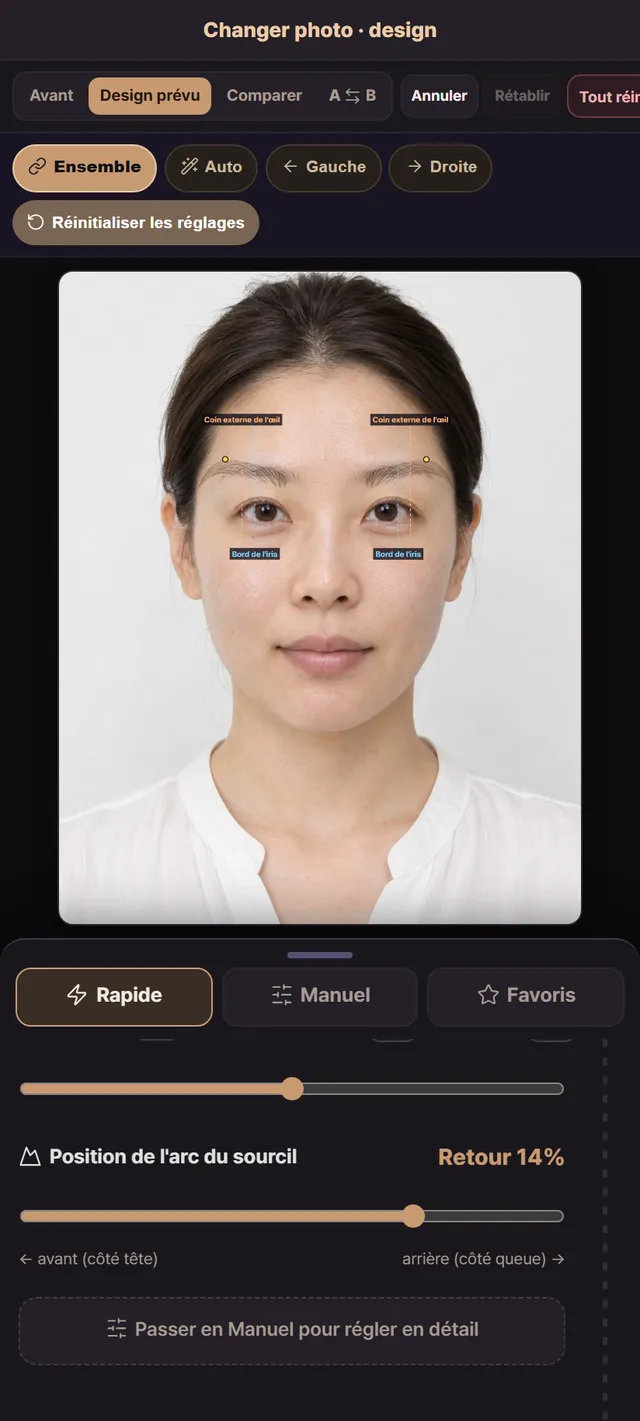 Changer photo · design
Avant Design prévu Comparer A ⇆ B Annuler Rétablir Tout réin
Ensemble Auto ← Gauche → Droite
Réinitialiser les réglages
Coin externe de l'œil Coin externe de l'œil
Bord de l'iris Bord de l'iris
Rapide Manuel Favoris
Position de l'arc du sourcil Retour 14%
← avant (côté tête) arrière (côté queue) →
Passer en Manuel pour régler en détail